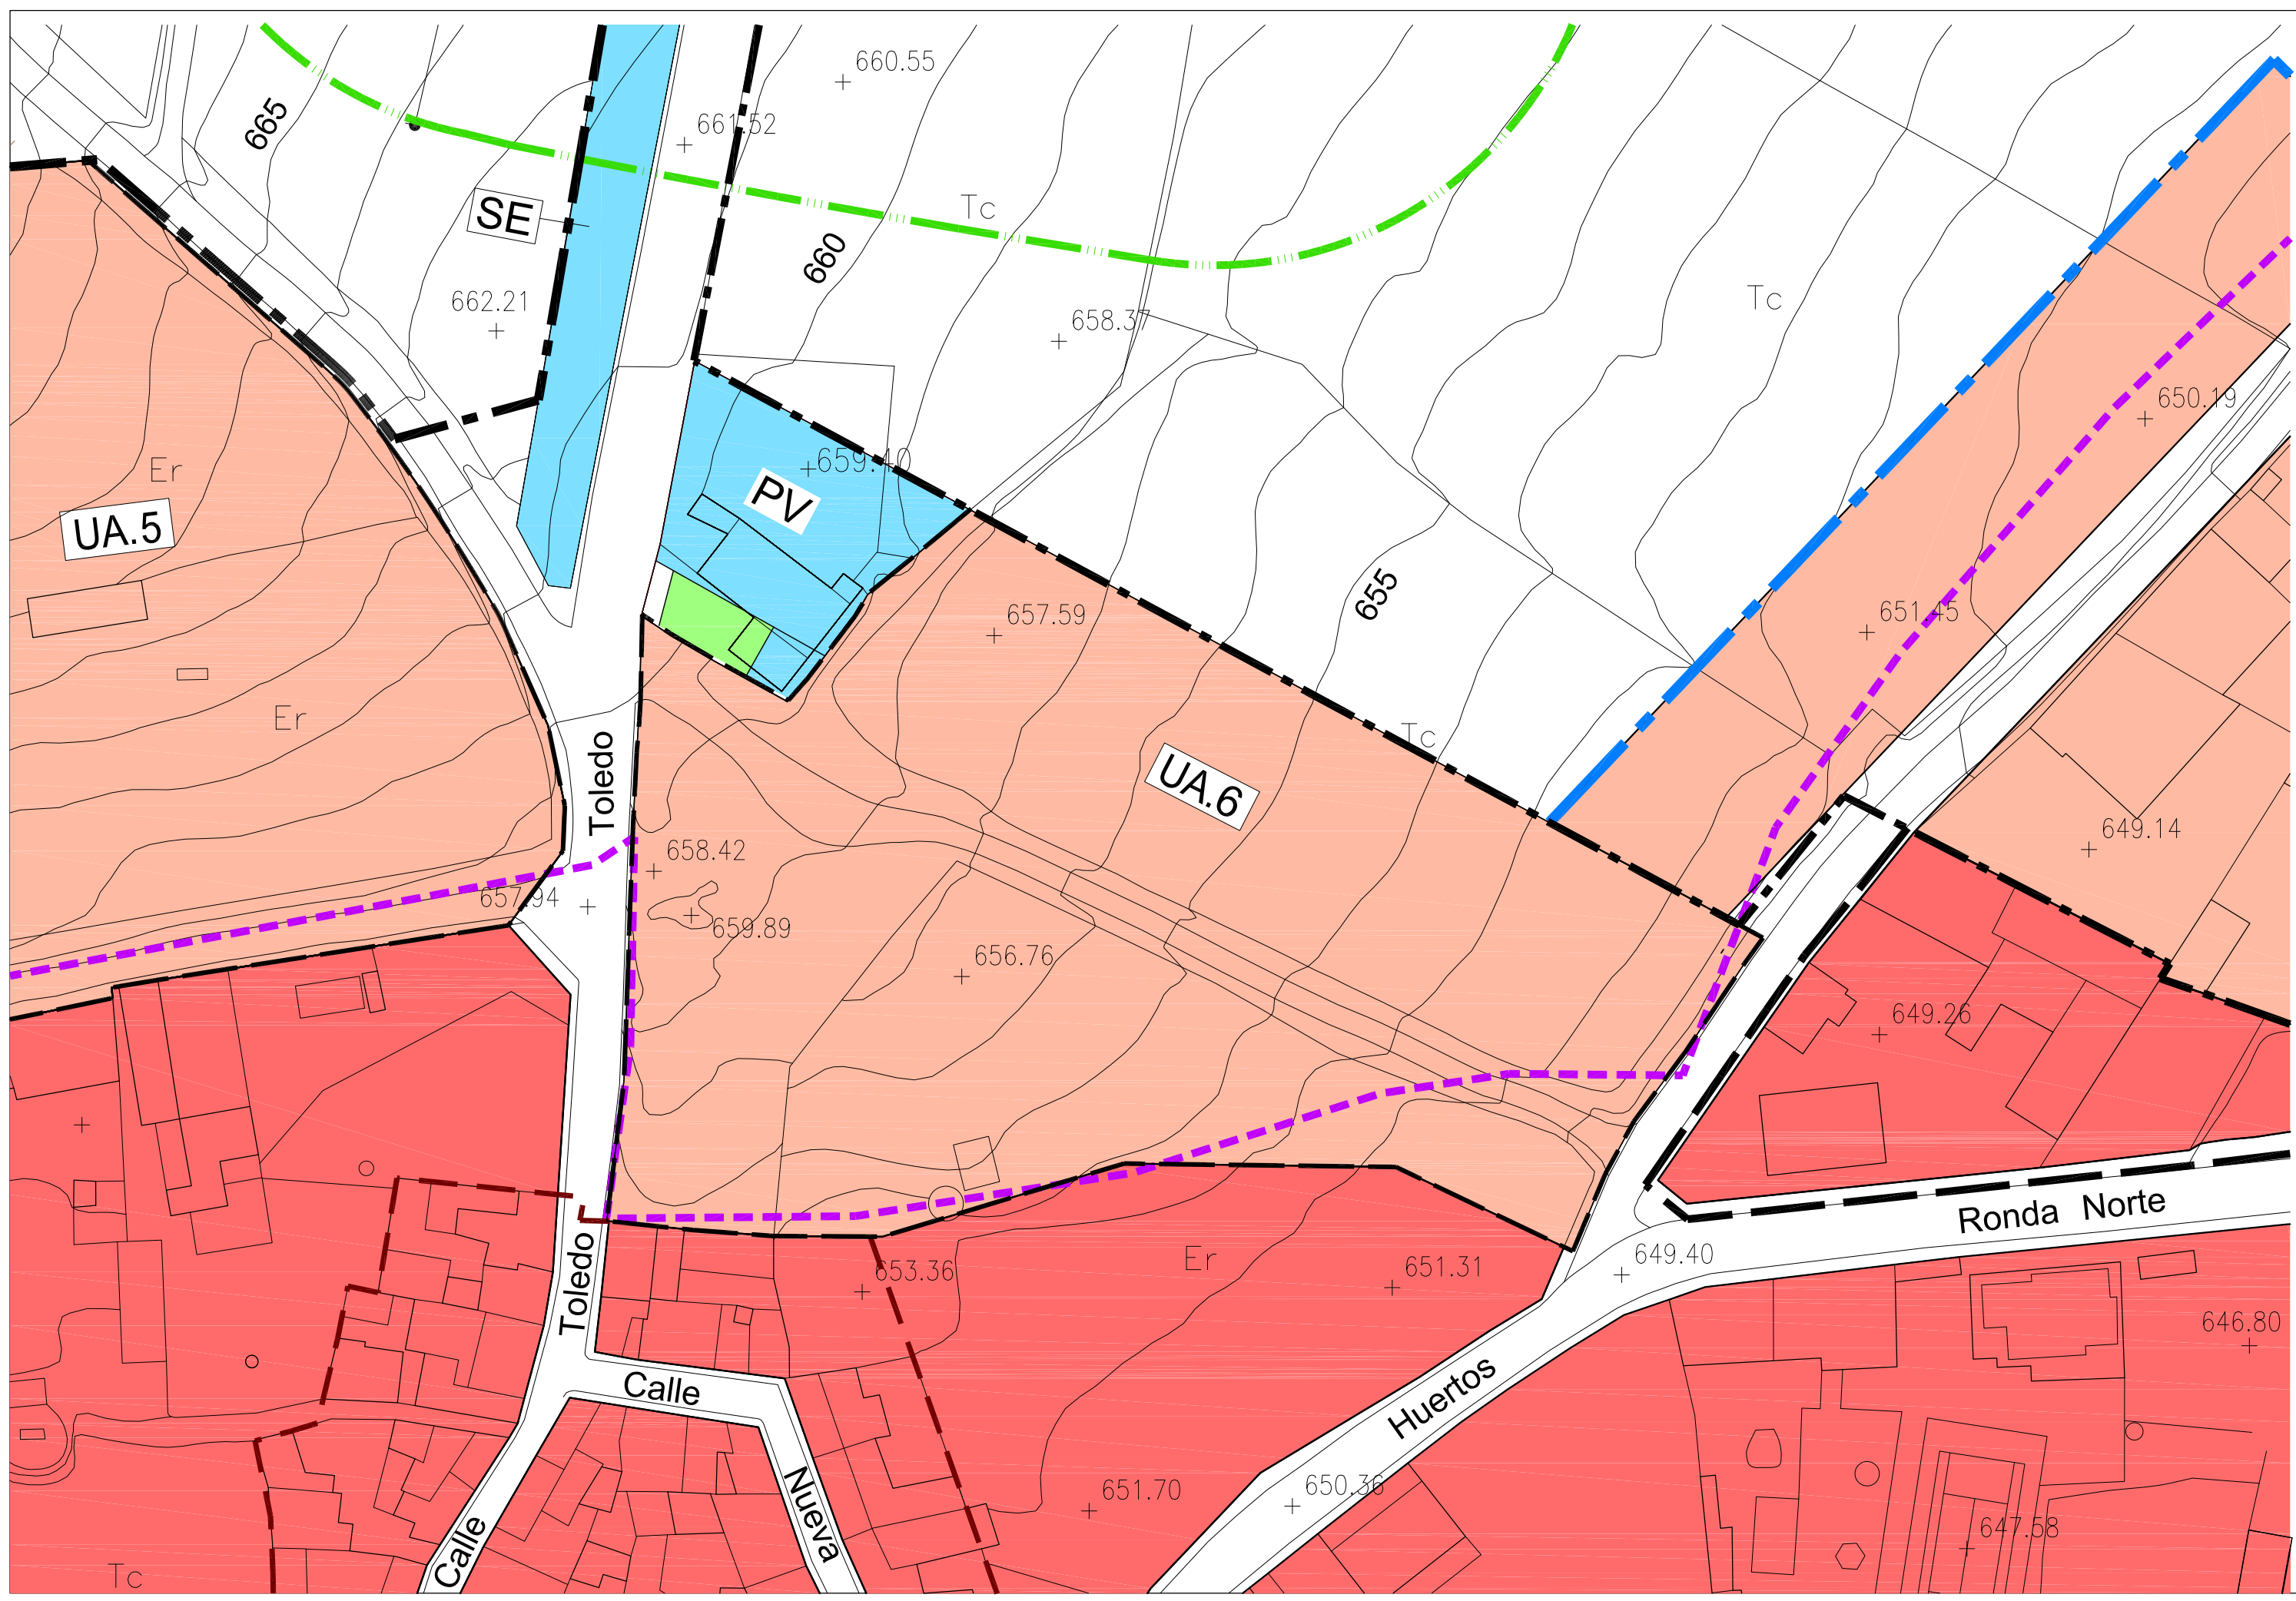 660.55
665
661.52
SE
Tc
660
662.21
658.37
Tc
650.19
659.40
Er
PV
UA.5
655
657.59
651.45
Er
Tc
Toledo
UA.6
658.42
649.14
657.94
659.89
656.76
649.26
Ronda Norte
Toledo
653.36
Er
651.31
649.40
646.80
Calle
Huertos
651.70
650.36
Nueva
647.58
Calle
Tc